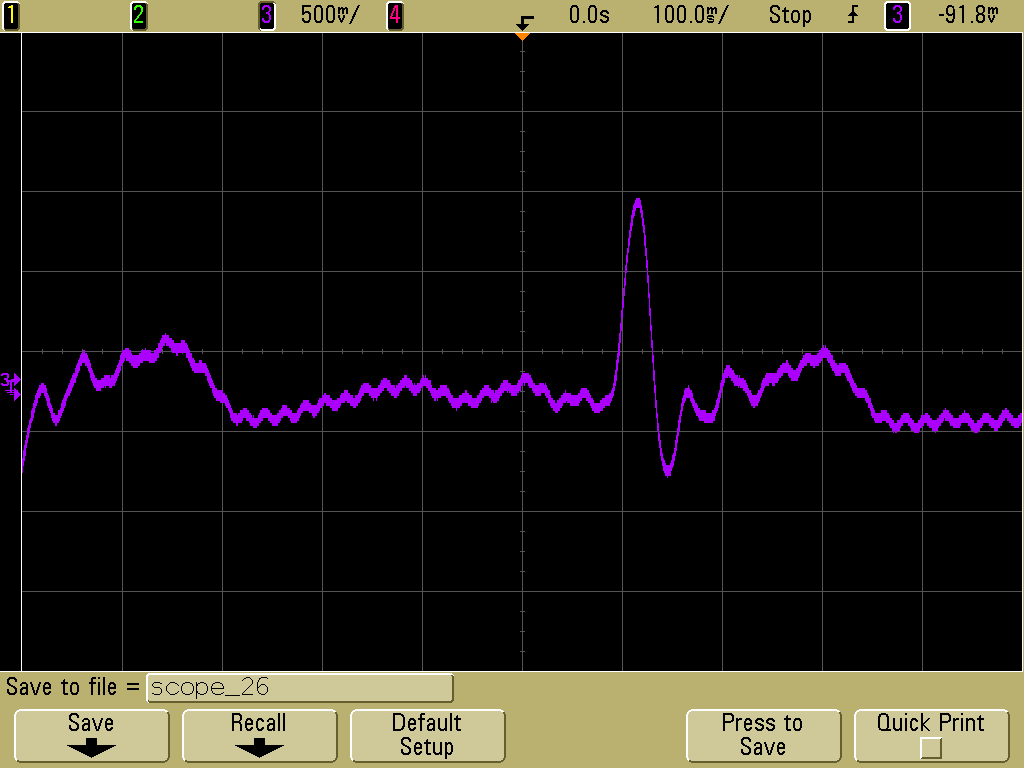 1 2 3 500mV/ 4 0.0s 100.0ms/ Stop 3 -91.8mV
3
Save to file = scope_26
Save Recall Default Setup Press to Save Quick Print